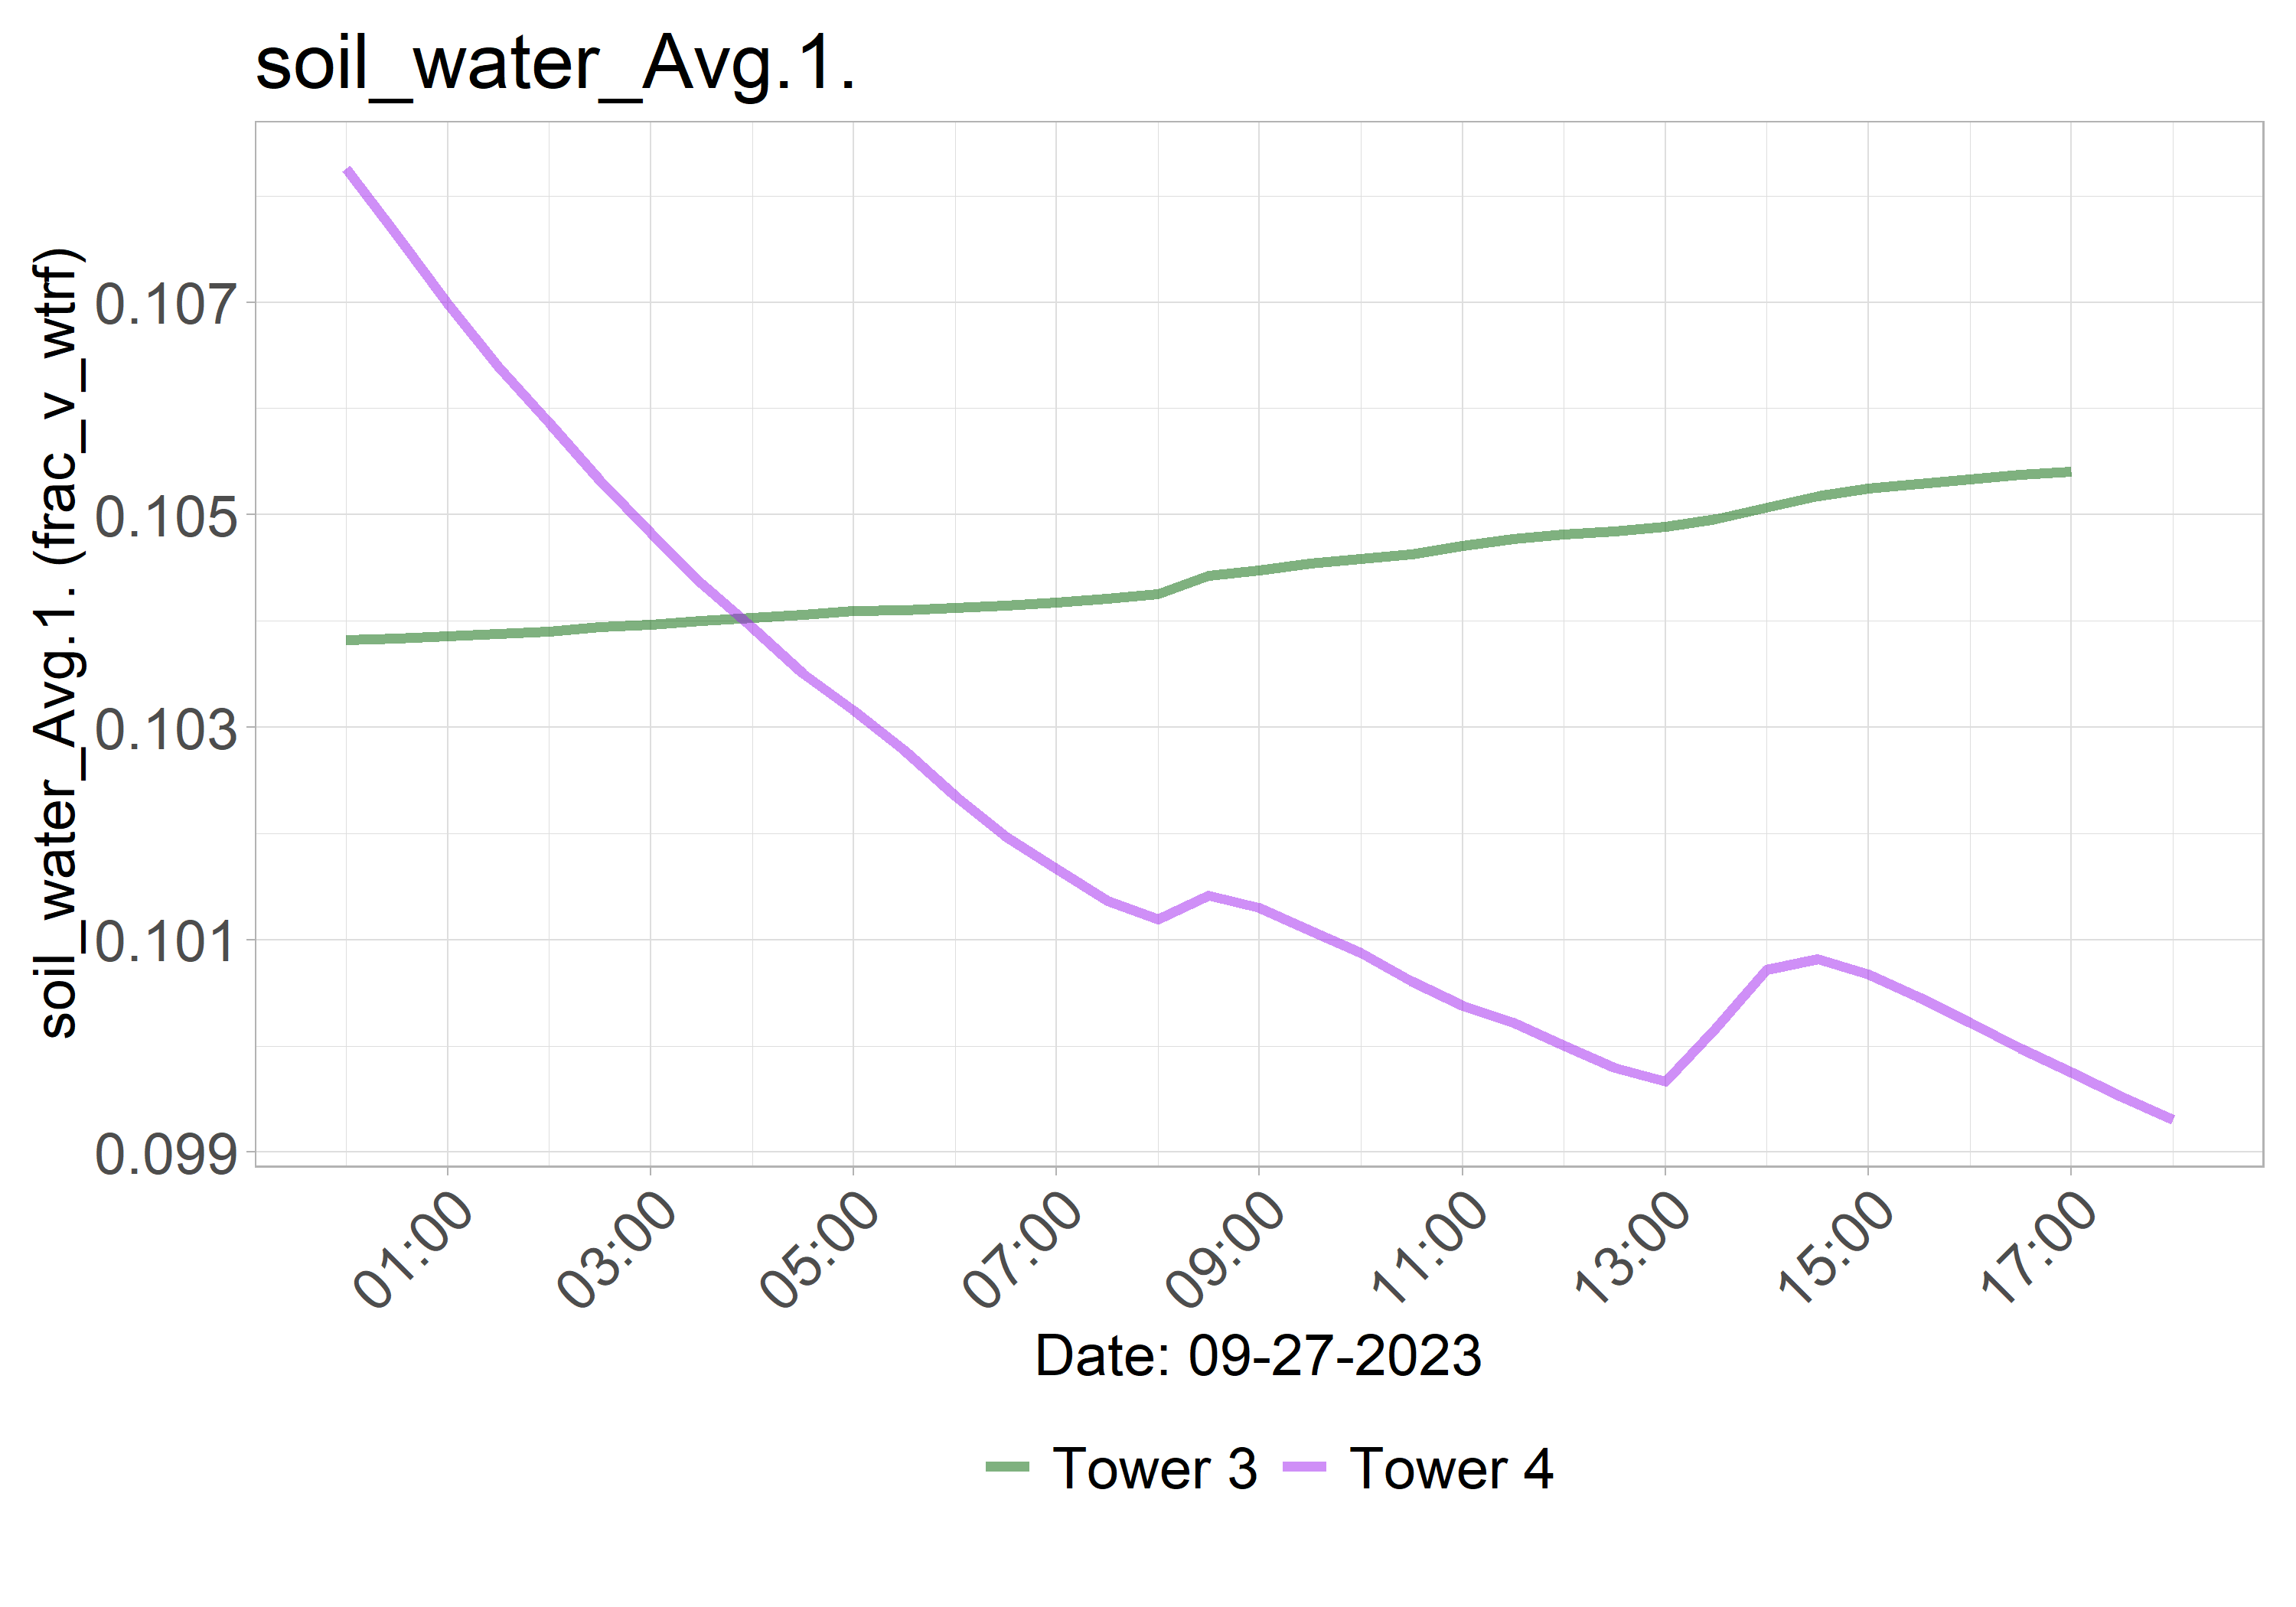 soil_water_Avg.1.
soil_water_Avg.1. (frac_v_wtrf)
0.107
0.105
0.103
0.101
0.099
01:00
03:00
05:00
07:00
09:00
11:00
13:00
15:00
17:00
Date: 09-27-2023
Tower 3
Tower 4